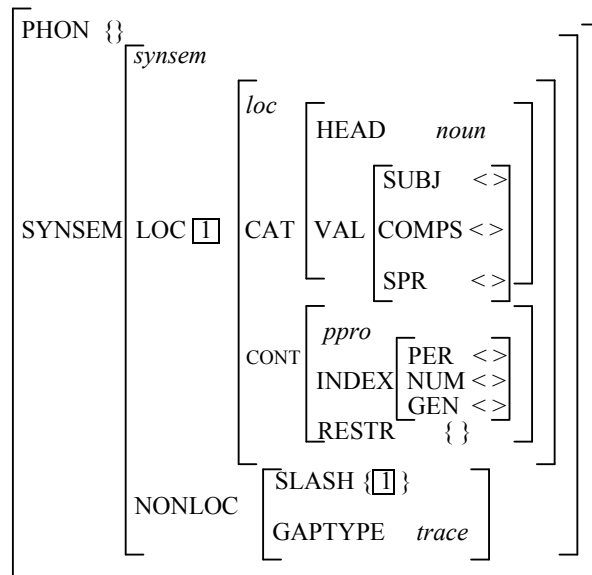 PHON {}
synsem
loc
HEAD noun
SUBJ < >
SYNSEM LOC 1 CAT VAL COMPS < >
SPR < >
ppro
CONT PER < >
INDEX NUM < >
GEN < >
RESTR { }
SLASH { 1 }
NONLOC
GAPTYPE trace